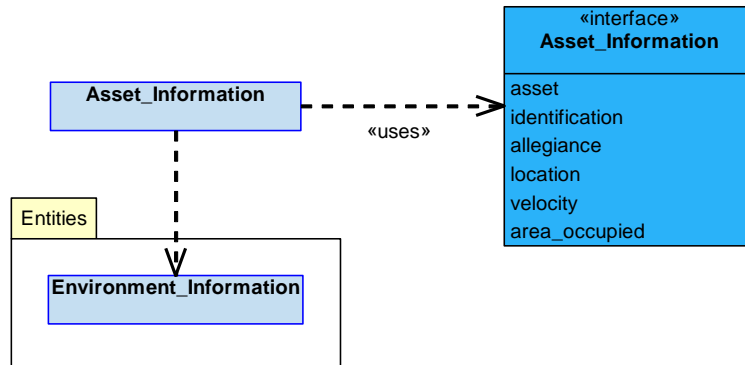 «interface»
Asset_Information
asset
identification
allegiance
location
velocity
area_occupied
Asset_Information
«uses»
Entities
Environment_Information